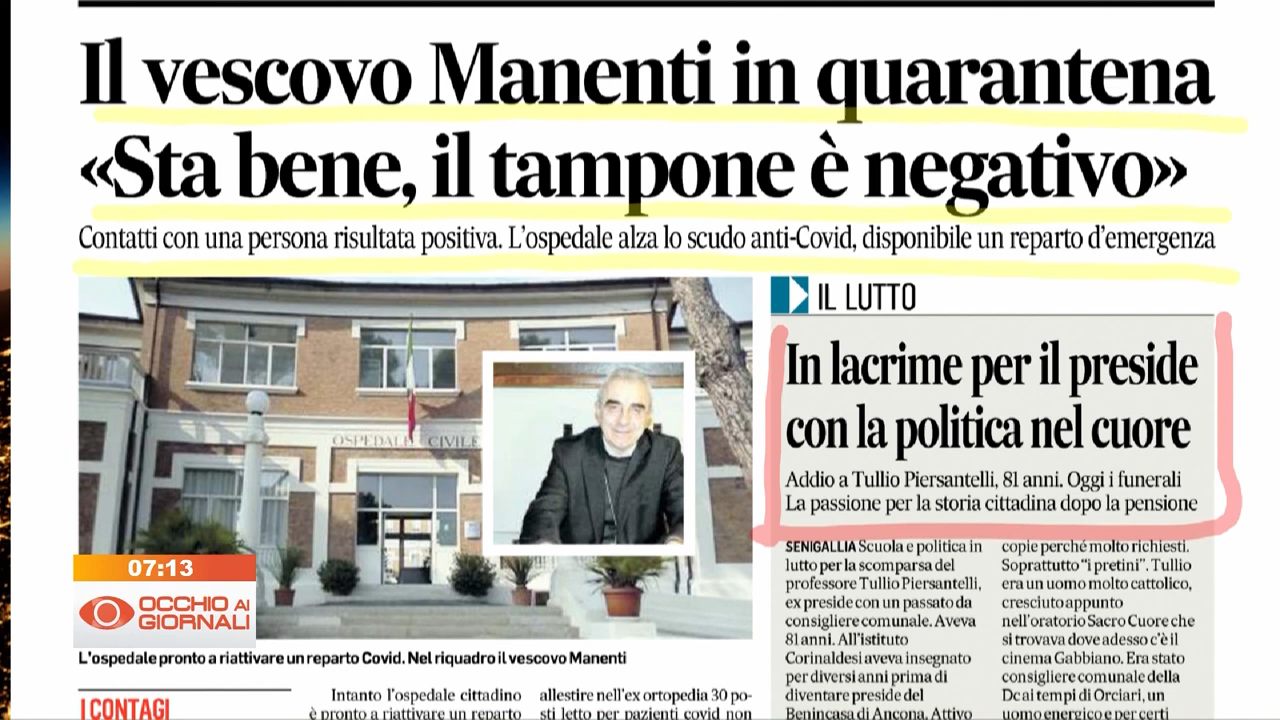 Il vescovo Manenti in quarantena
«Sta bene, il tampone è negativo»
Contatti con una persona risultata positiva. L'ospedale alza lo scudo anti-Covid, disponibile un reparto d'emergenza
OSPEDALE CIVILE
07:13
OCCHIO AI
GIORNALI
L'ospedale pronto a riattivare un reparto Covid. Nel riquadro il vescovo Manenti
I CONTAGI
Intanto l'ospedale cittadino
è pronto a riattivare un reparto
allestire nell'ex ortopedia 30 po-
sti letto per pazienti covid non
IL LUTTO
In lacrime per il preside
con la politica nel cuore
Addio a Tullio Piersantelli, 81 anni. Oggi i funerali
La passione per la storia cittadina dopo la pensione
SENIGALLIA Scuola e politica in
lutto per la scomparsa del
professore Tullio Piersantelli,
ex preside con un passato da
consigliere comunale. Aveva
81 anni. All'istituto
Corinaldesi aveva insegnato
per diversi anni prima di
diventare preside del
Benincasa di Ancona. Attivo
copie perché molto richiesti.
Soprattutto “i pretini”. Tullio
era un uomo molto cattolico,
cresciuto appunto
nell'oratorio Sacro Cuore che
si trovava dove adesso c'è il
cinema Gabbiano. Era stato
consigliere comunale della
Dc ai tempi di Orciari, un
uomo energico e per certi